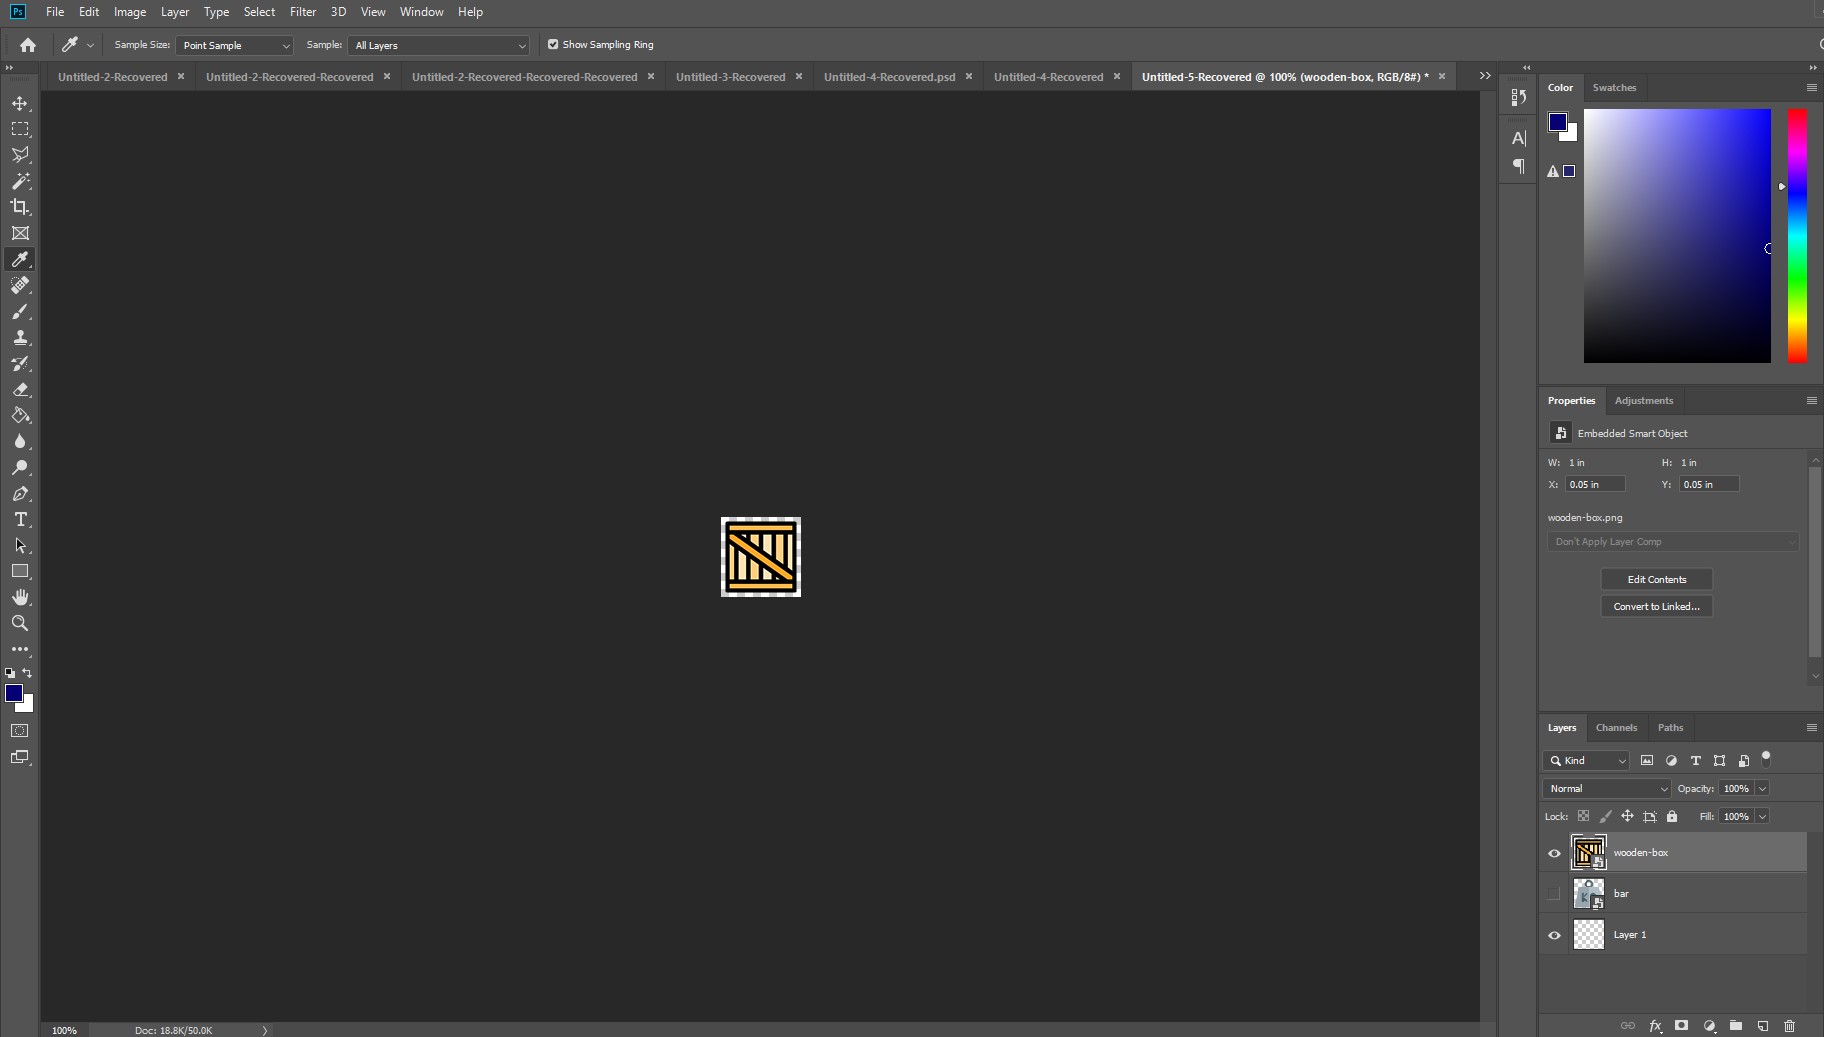 Ps File Edit Image Layer Type Select Filter 3D View Window Help
Sample Size: Point Sample Sample: All Layers Show Sampling Ring
Untitled-2-Recovered × Untitled-2-Recovered-Recovered × Untitled-2-Recovered-Recovered-Recovered × Untitled-3-Recovered × Untitled-4-Recovered.psd × Untitled-4-Recovered × Untitled-5-Recovered @ 100% (wooden-box, RGB/8#) * ×
Color Swatches
Properties Adjustments
Embedded Smart Object
W: 1 in H: 1 in
X: 0.05 in Y: 0.05 in
wooden-box.png
Don't Apply Layer Comp
Edit Contents
Convert to Linked...
Layers Channels Paths
Kind
Normal Opacity: 100%
Lock: Fill: 100%
wooden-box
bar
Layer 1
fx
100% Doc: 18.8K/50.0K